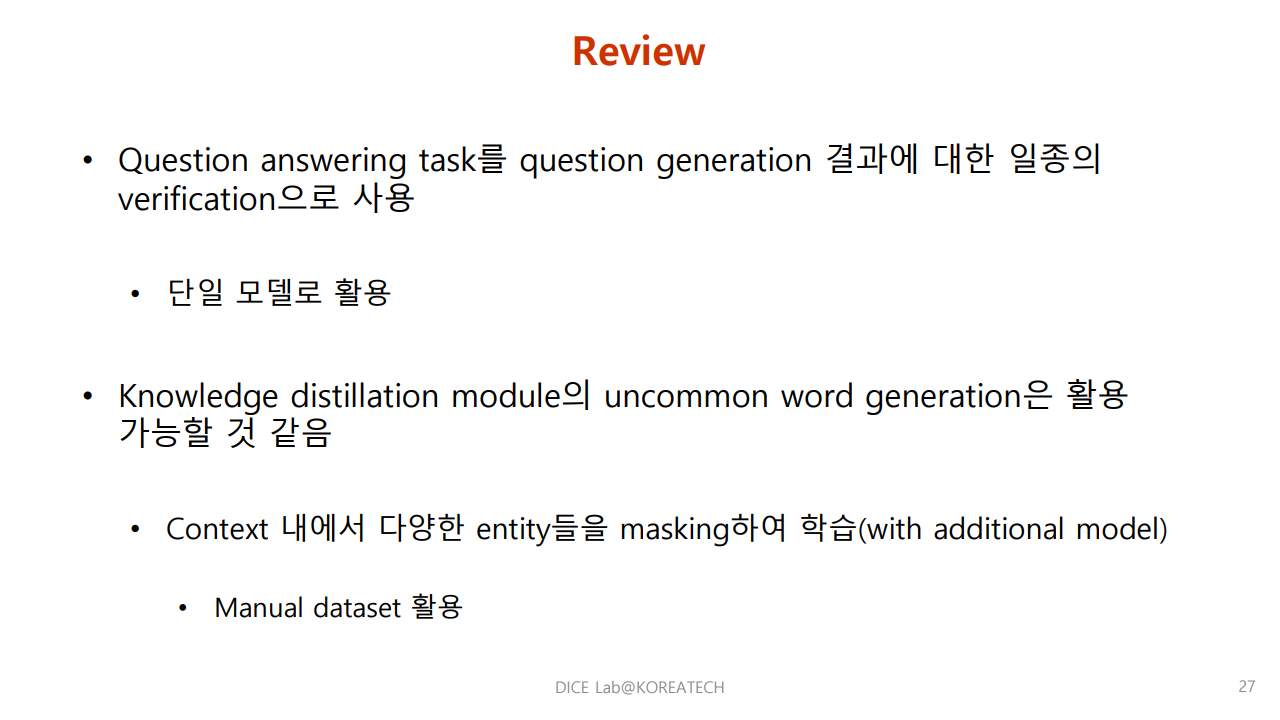 Review
• Question answering task를 question generation 결과에 대한 일종의
verification으로 사용
• 단일 모델로 활용
• Knowledge distillation module의 uncommon word generation은 활용
가능할 것 같음
• Context 내에서 다양한 entity들을 masking하여 학습(with additional model)
• Manual dataset 활용
DICE Lab@KOREATECH
27